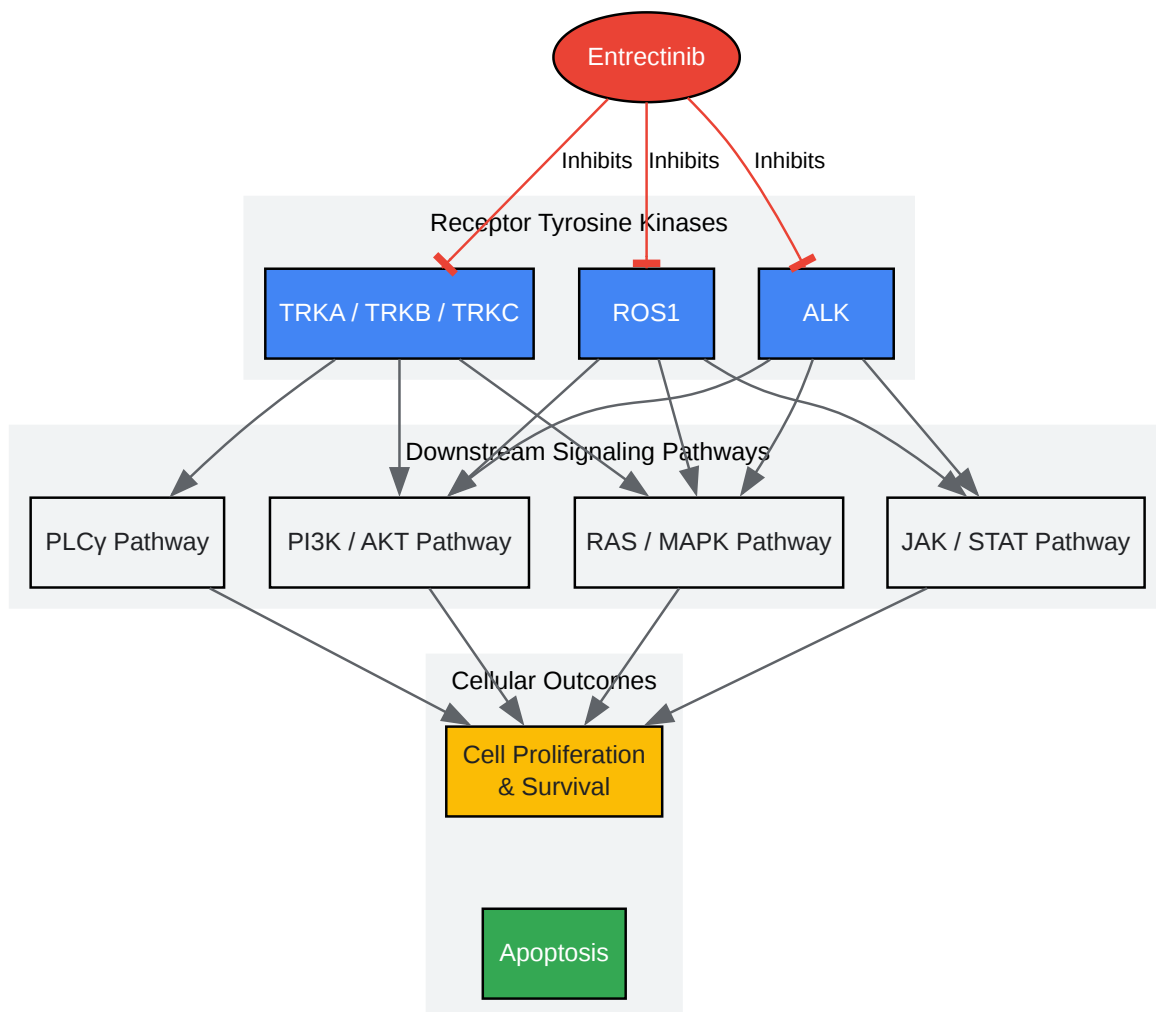 Entrectinib
Inhibits
Inhibits
Inhibits
Receptor Tyrosine Kinases
TRKA / TRKB / TRKC
ROS1
ALK
Downstream Signaling Pathways
PLCγ Pathway
PI3K / AKT Pathway
RAS / MAPK Pathway
JAK / STAT Pathway
Cellular Outcomes
Cell Proliferation
& Survival
Apoptosis